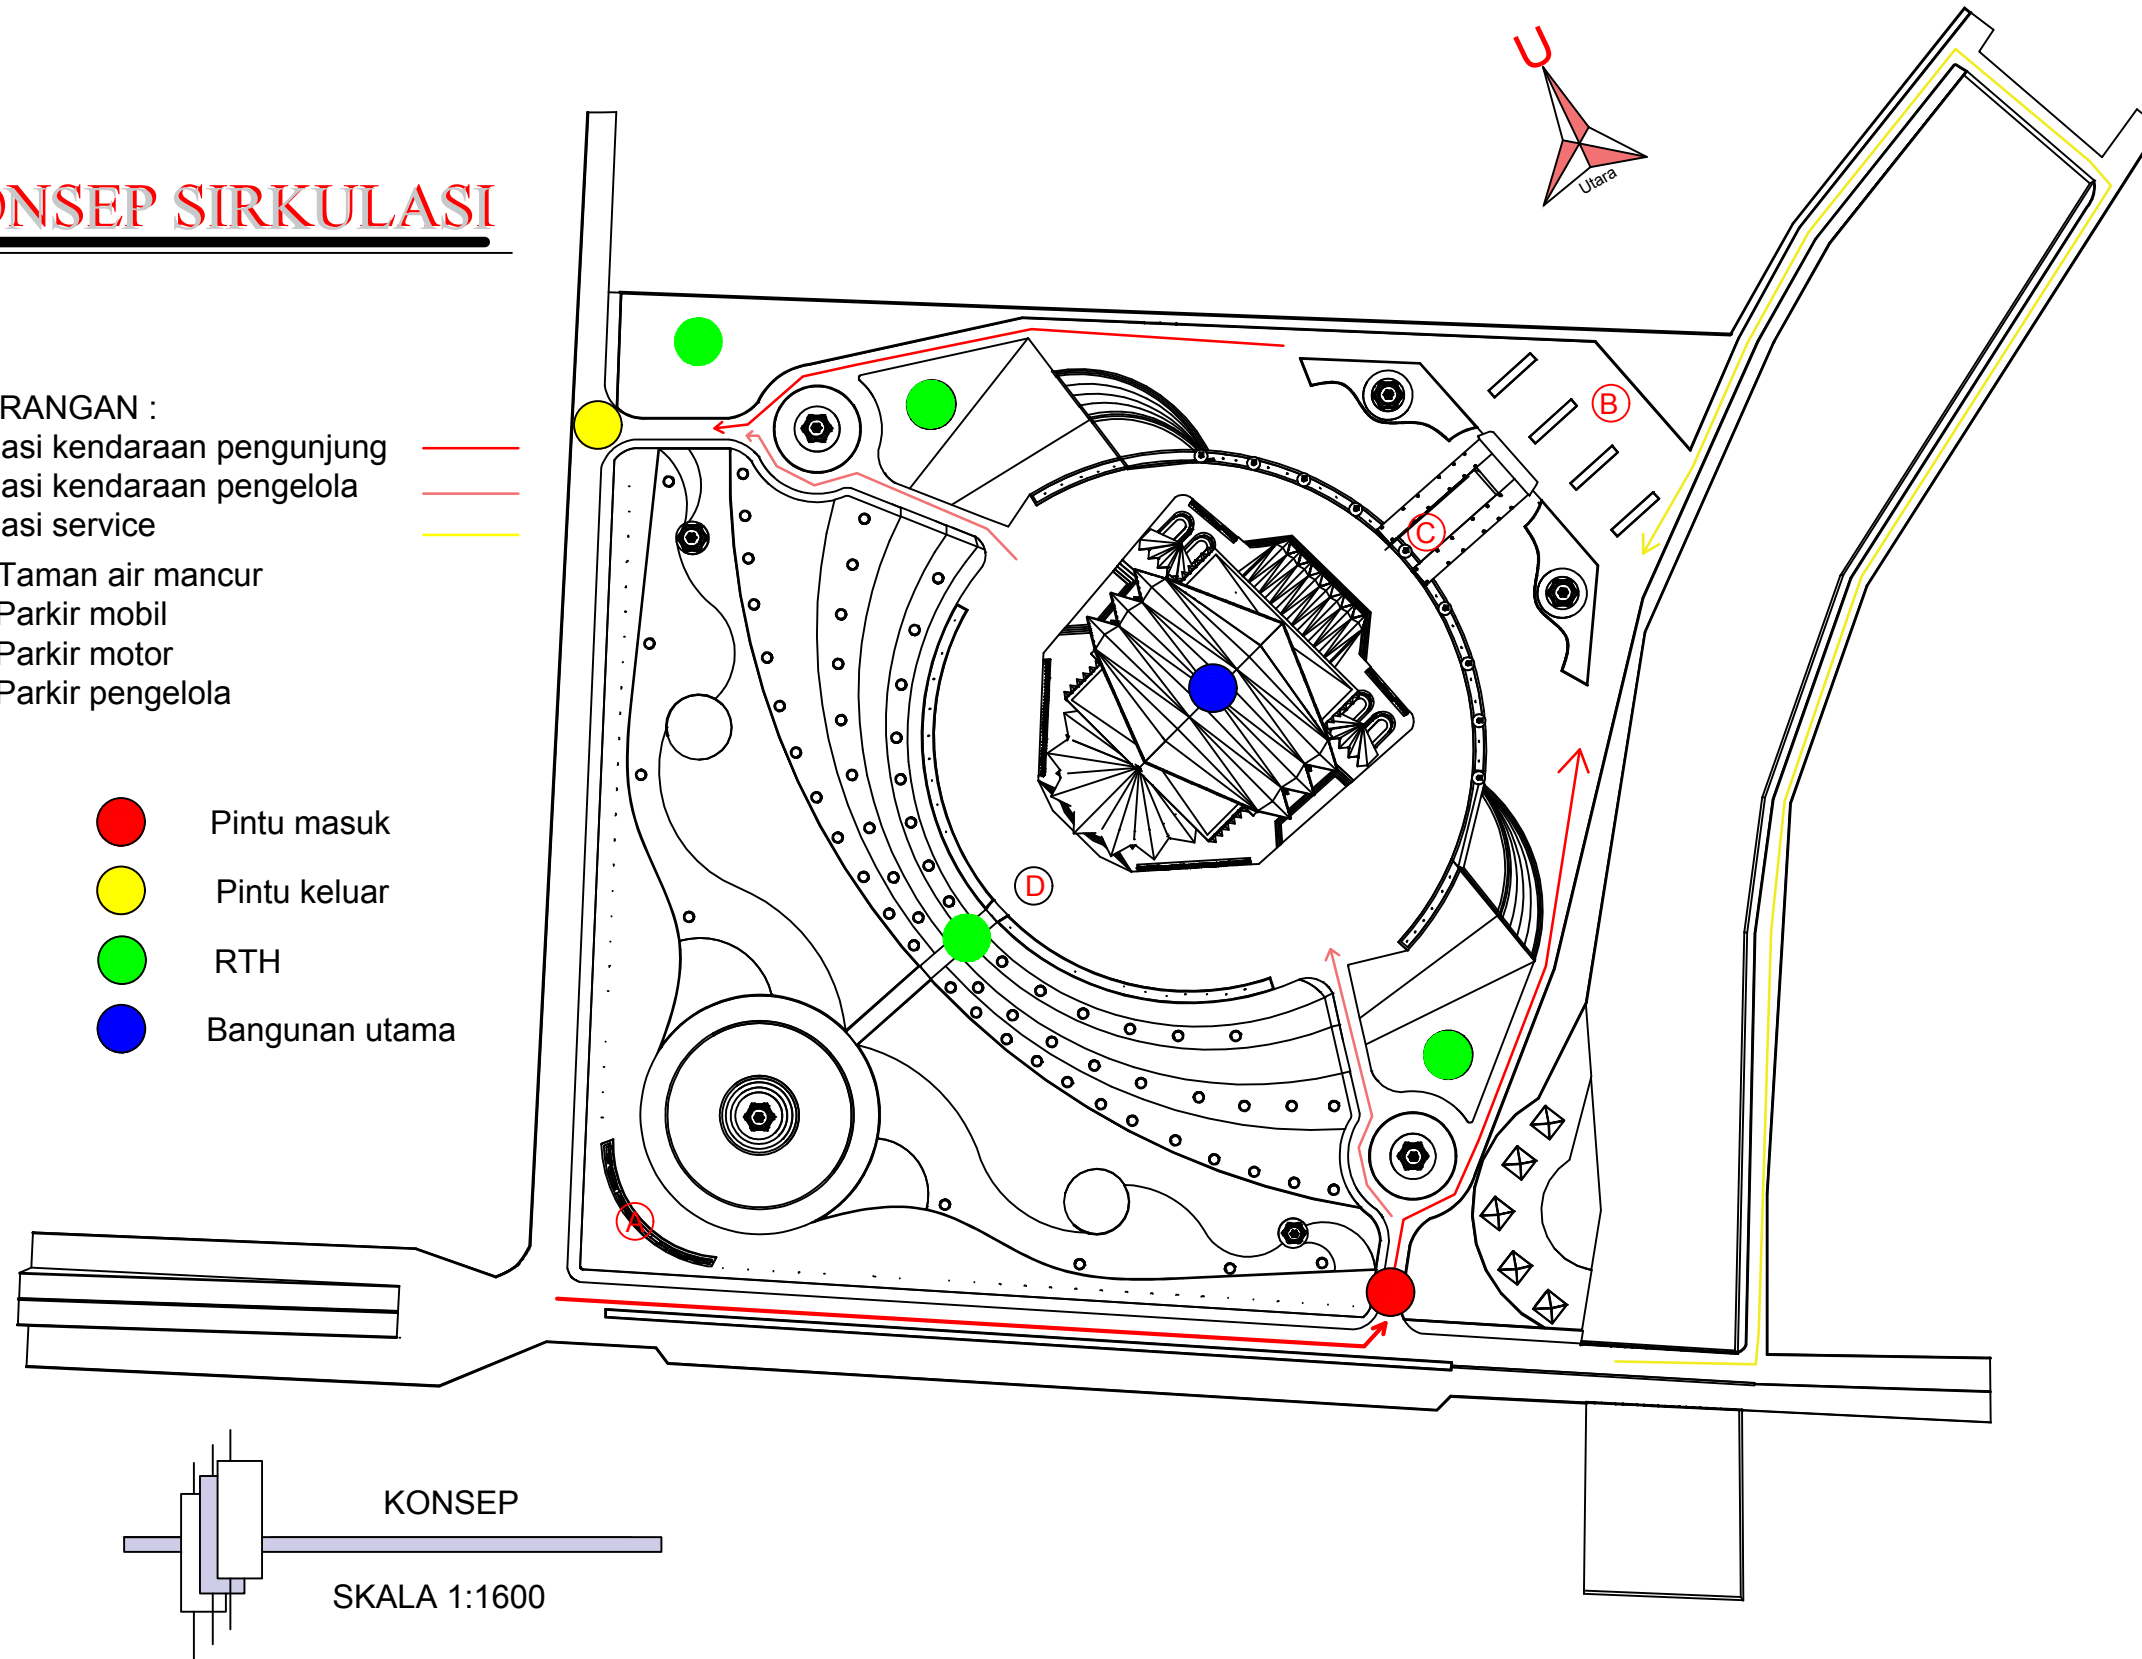 ONSEP SIRKULASI
U
Utara
RANGAN :
asi kendaraan pengunjung
asi kendaraan pengelola
asi service
Taman air mancur
Parkir mobil
Parkir motor
Parkir pengelola
Pintu masuk
Pintu keluar
RTH
Bangunan utama
B
C
D
A
KONSEP
SKALA 1:1600